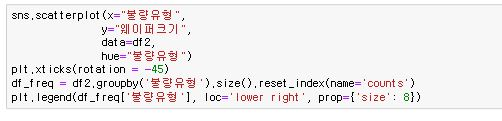 sns.scatterplot(x="불량유형",
y="웨이퍼크기",
data=df2,
hue="불량유형")
plt.xticks(rotation = -45)
df_freq = df2.groupby('불량유형').size().reset_index(name='counts')
plt.legend(df_freq['불량유형'], loc='lower right', prop={'size': 8})